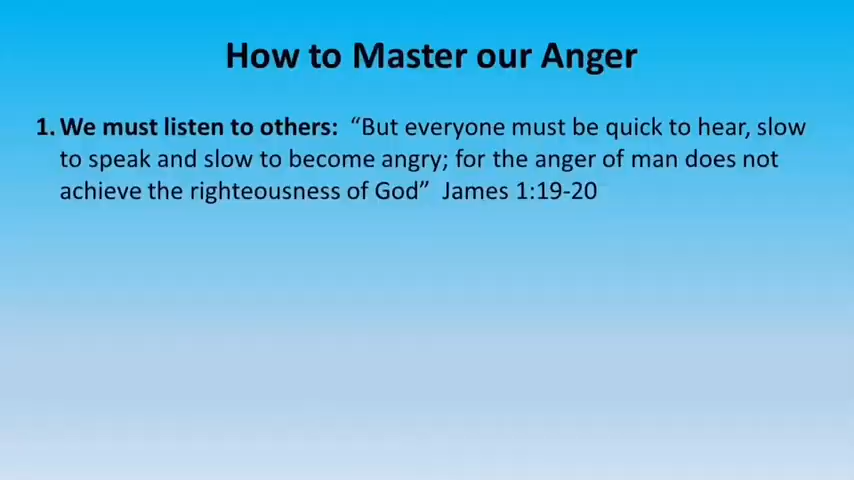 How to Master our Anger
1. We must listen to others: “But everyone must be quick to hear, slow
to speak and slow to become angry; for the anger of man does not
achieve the righteousness of God” James 1:19-20